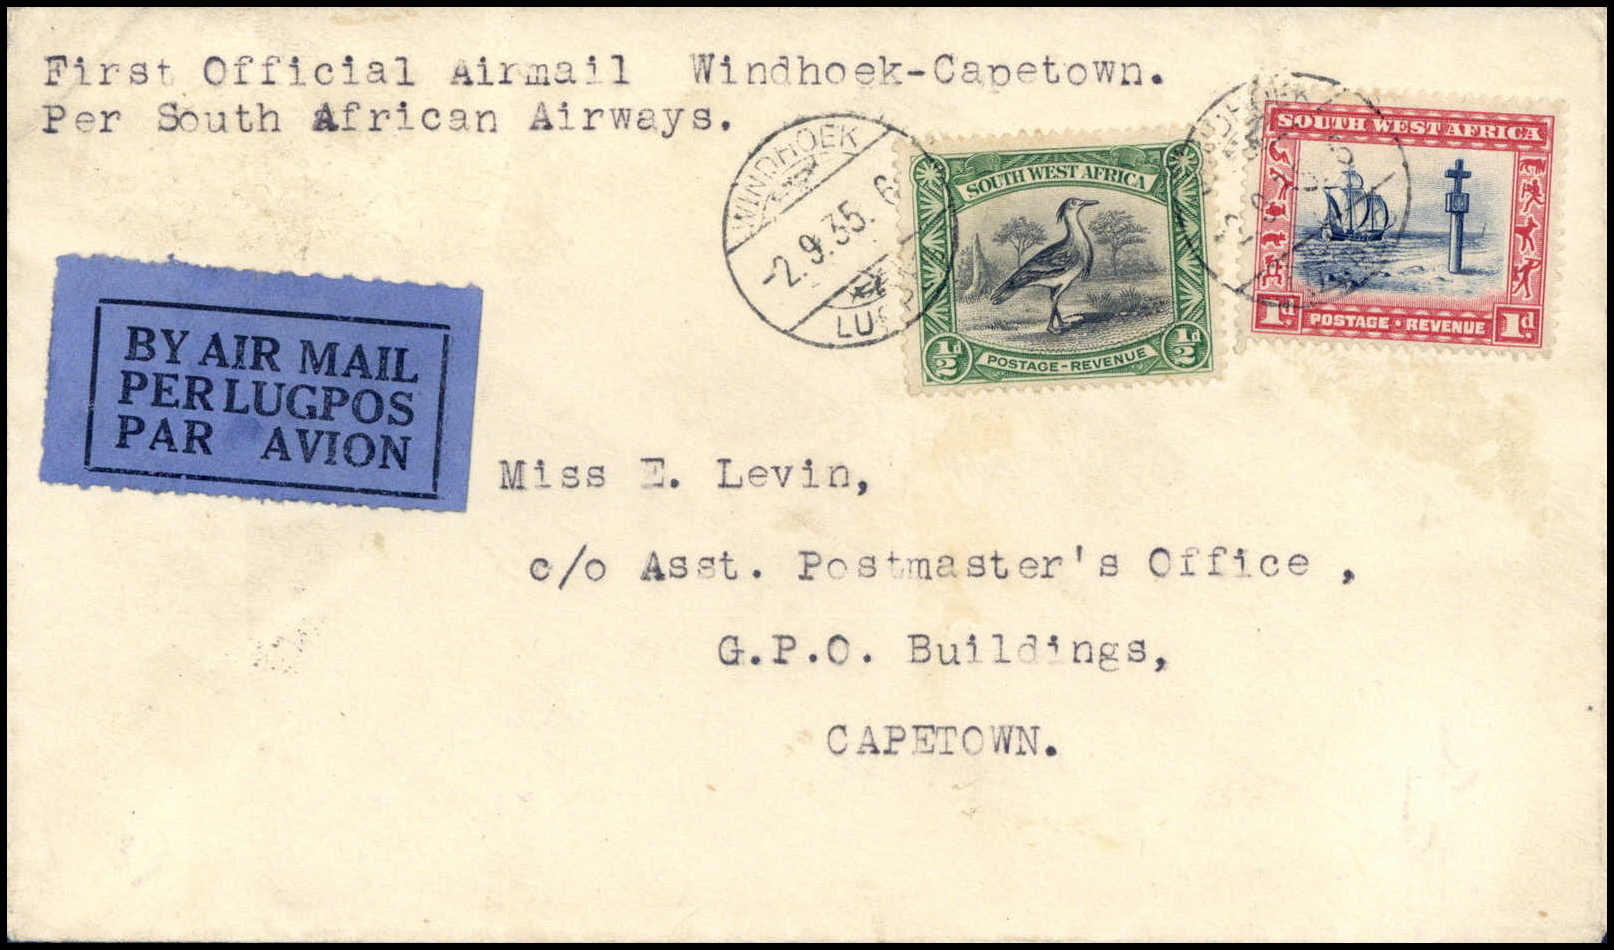 First Official Airmail Windhoek-Capetown.
Per South African Airways.
WINDHOEK
-2.9.35.
SOUTH WEST AFRICA
½d ½d
POSTAGE-REVENUE
SOUTH WEST AFRICA
1d 1d
POSTAGE·REVENUE
BY AIR MAIL
PER LUGPOS
PAR AVION
Miss E. Levin,
c/o Asst. Postmaster's Office,
G.P.O. Buildings,
CAPETOWN.